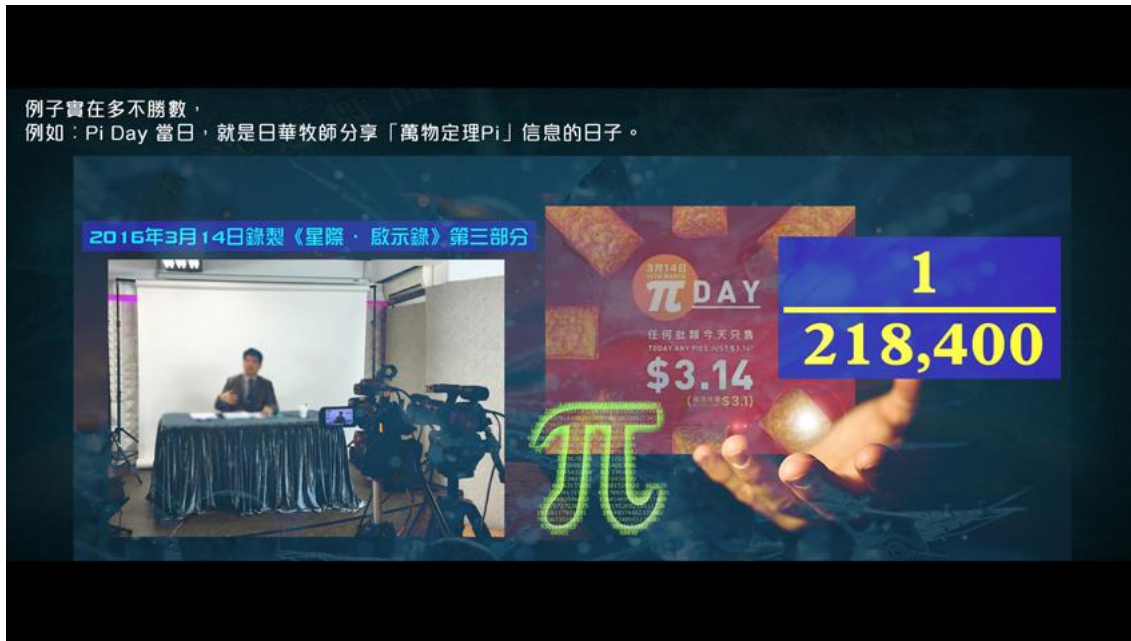 例子實在多不勝數，
例如：Pi Day 當日，就是日華牧師分享「萬物定理Pi」信息的日子。
2016年3月14日錄製《星際．啟示錄》第三部分
3月14日
14TH MARCH
π DAY
任何批類今天只售
TODAY ANY PIES JUST $3.14!
$3.14
$3.1)
1
218,400
π